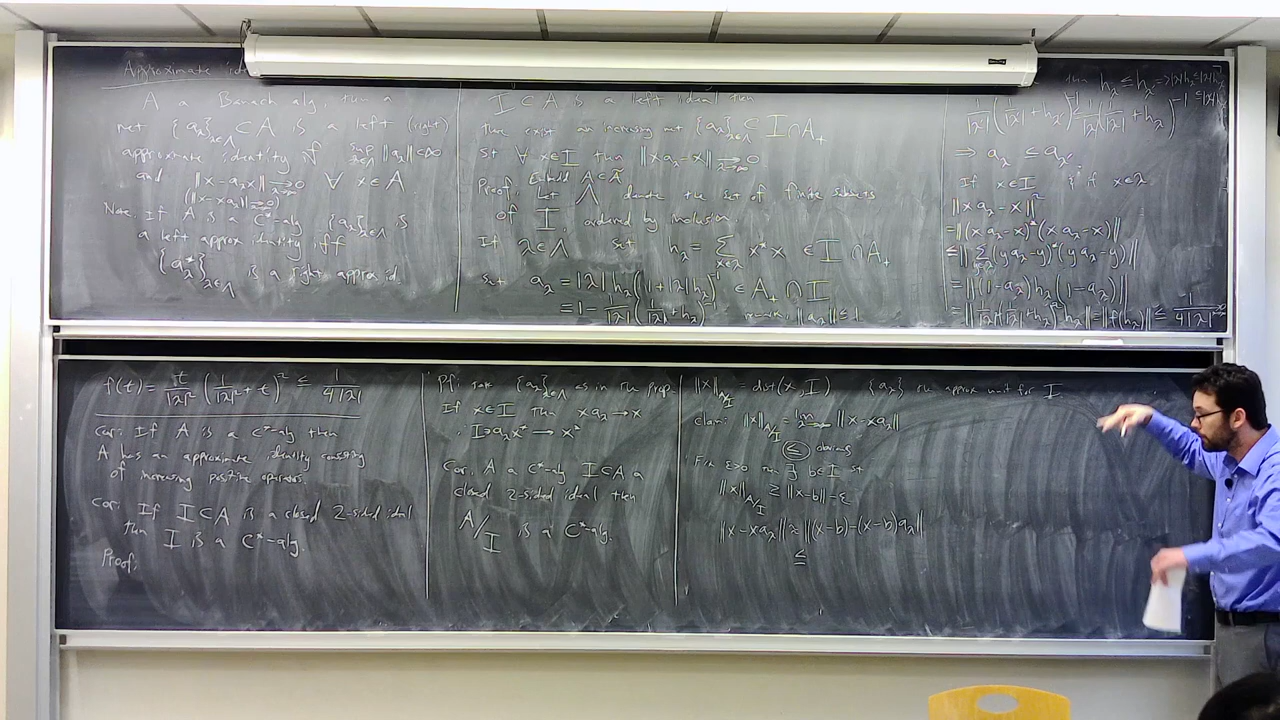 Approximate
A a Banach alg, then a
net {a_λ}_{λ∈Λ} ⊂ A is a left (right)
approximate identity if sup_{λ∈Λ} ‖a_λ‖ < ∞
and ‖x - a_λx‖ →_{λ→∞} 0 ∀ x∈A
(‖x - xa_λ‖ → 0)
Note: If A is a C*-alg {a_λ}_{λ∈Λ} is
a left approx identity iff
{a_λ*}_{λ∈Λ} is a right approx id.
I ⊂ A is a left ideal then
there exist an increasing net {a_λ}_{λ∈Λ} ⊂ I∩A₊
st ∀ x∈I then ‖xa_λ - x‖ →_{λ→∞} 0
Proof: Embed A ⊂ Ã
Let Λ denote the set of finite subsets
of I, ordered by inclusion.
If λ∈Λ set h_λ = Σ_{x∈λ} x*x ∈ I∩A₊
set a_λ = |λ| h_λ (1+|λ|h_λ)^{-1} ∈ A₊∩I
= 1 - 1/|λ| (1/|λ| + h_λ)^{-1} remark: ‖a_λ‖ ≤ 1
then h_λ ≤ h_λ'
⇒ a_λ ≤ a_λ'
If x∈I & if x∈λ
‖xa_λ - x‖²
= ‖(xa_λ - x)*(xa_λ - x)‖
≤ ‖Σ_{y∈λ} (ya_λ - y)*(ya_λ - y)‖
= ‖(1-a_λ)h_λ(1-a_λ)‖
f(t) = t/|λ|² (1/|λ| + t)^{-2} ≤ 1/4|λ|
Cor: If A is a C*-alg then
A has an approximate identity consisting
of increasing positive operators.
Cor: If I ⊂ A is a closed 2-sided ideal
then I is a C*-alg.
Proof:
Pf: Take {a_λ}_{λ∈Λ} as in the prop.
If x∈I then xa_λ → x
∴ I∋a_λx* → x*
Cor: A a C*-alg I⊂A a
closed 2-sided ideal then
A/I is a C*-alg.
‖x‖_{A/I} = dist(x, I) {a_λ} the approx unit for I.
Claim: ‖x‖_{A/I} = lim_{λ→∞} ‖x - xa_λ‖
(≤) obvious
Fix ε>0 then ∃ b∈I st
‖x‖_{A/I} ≥ ‖x-b‖ - ε
‖x - xa_λ‖ ≈ ‖(x-b) - (x-b)a_λ‖
≤